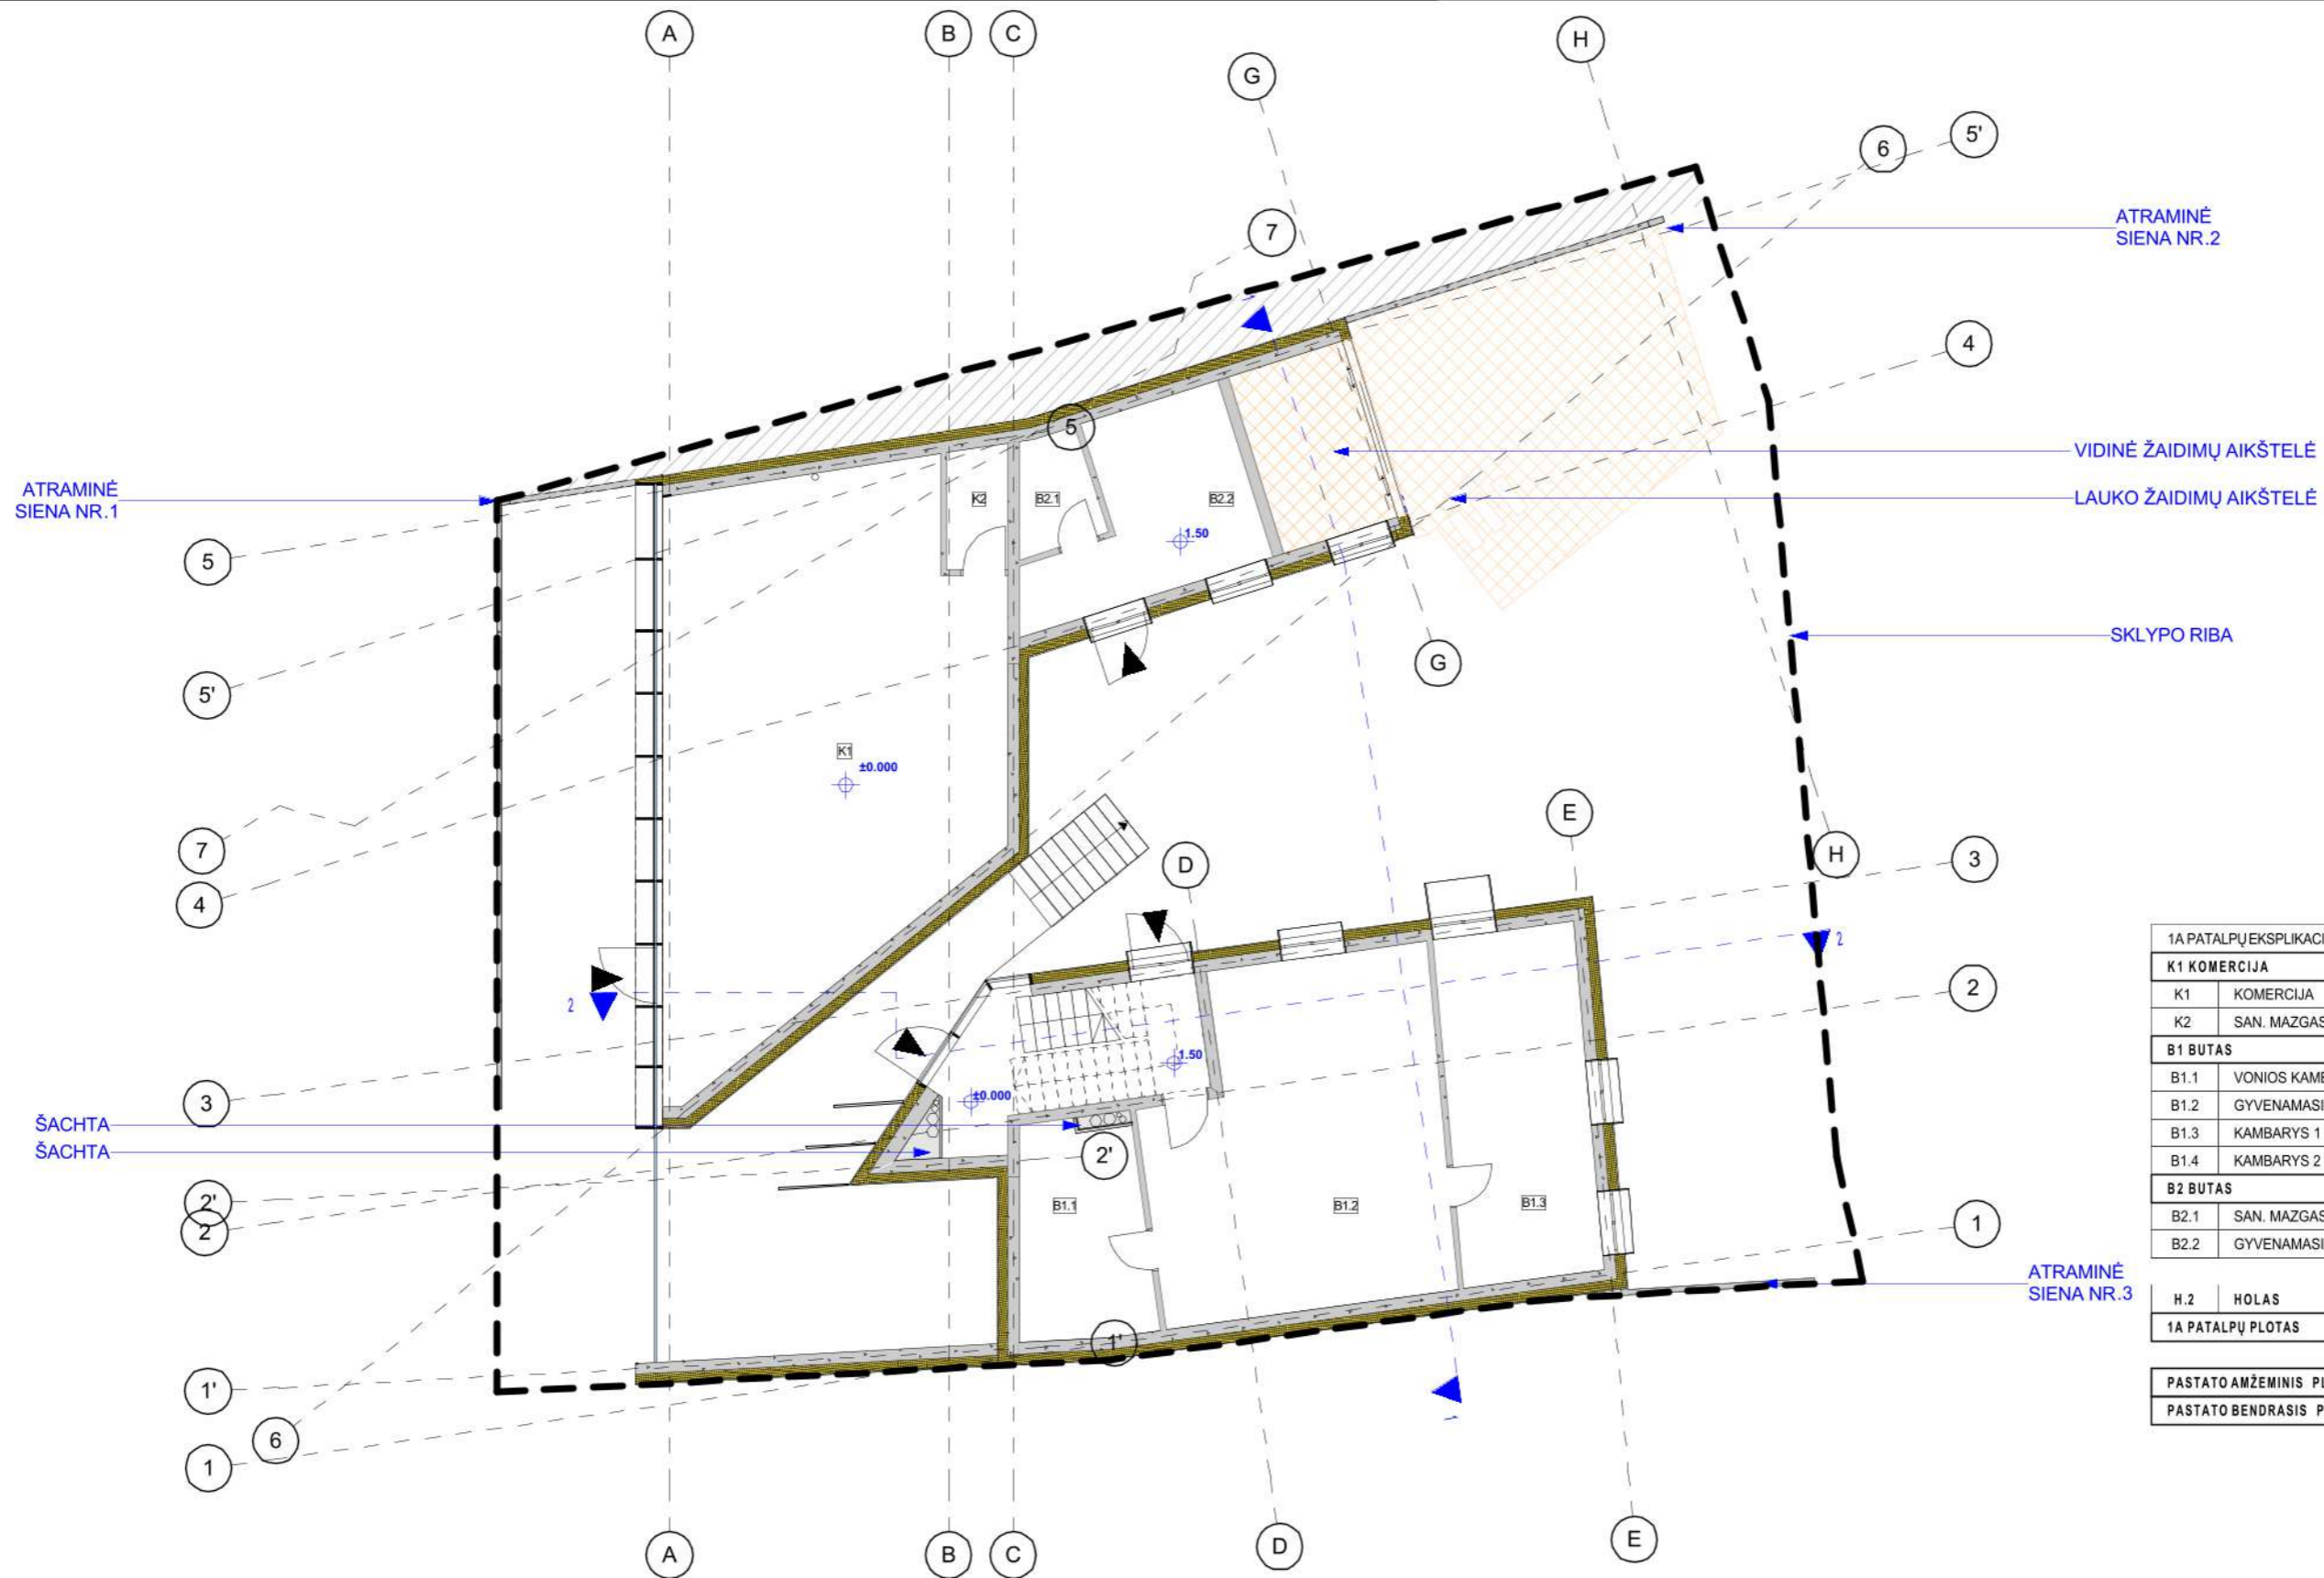 A
B
C
G
H
6
5'
7
ATRAMINĖ
SIENA NR.2
4
5
VIDINĖ ŽAIDIMŲ AIKŠTELĖ
ATRAMINĖ
SIENA NR.1
K2
B2.1
B2.2
LAUKO ŽAIDIMŲ AIKŠTELĖ
1.50
5
SKLYPO RIBA
G
5'
K1
±0.000
E
7
D
H
3
4
2
2
2
1.50
±0.000
3
ŠACHTA
ŠACHTA
2'
2'
2
B1.1
B1.2
B1.3
1
ATRAMINĖ
SIENA NR.3
1'
1'
6
1
A
B
C
D
E
1A PATALPŲ EKSPLIKACI
K1 KOMERCIJA
K1 KOMERCIJA
K2 SAN. MAZGAS
B1 BUTAS
B1.1 VONIOS KAMB
B1.2 GYVENAMASI
B1.3 KAMBARYS 1
B1.4 KAMBARYS 2
B2 BUTAS
B2.1 SAN. MAZGAS
B2.2 GYVENAMASI
H.2 HOLAS
1A PATALPŲ PLOTAS
PASTATO AMŽEMINIS PL
PASTATO BENDRASIS P